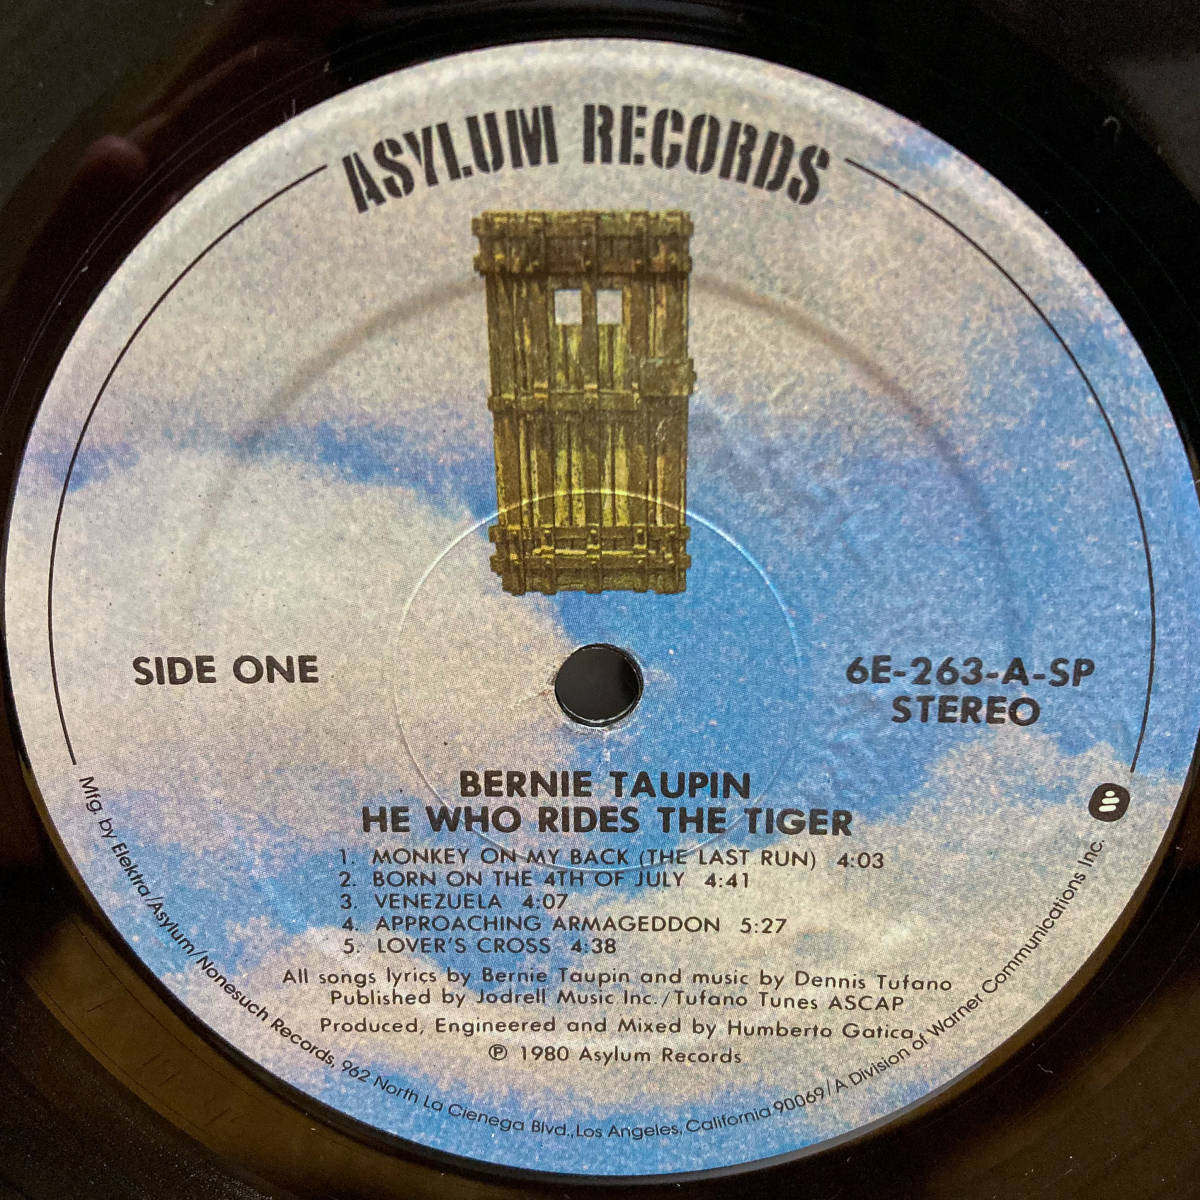 ASYLUM RECORDS
SIDE ONE
6E-263-A-SP
STEREO
BERNIE TAUPIN
HE WHO RIDES THE TIGER
1. MONKEY ON MY BACK (THE LAST RUN) 4:03
2. BORN ON THE 4TH OF JULY 4:41
3. VENEZUELA 4:07
4. APPROACHING ARMAGEDDON 5:27
5. LOVER'S CROSS 4:38
All songs lyrics by Bernie Taupin and music by Dennis Tufano
Published by Jodrell Music Inc./Tufano Tunes ASCAP
Produced, Engineered and Mixed by Humberto Gatica
℗ 1980 Asylum Records
Mfg. by Elektra/Asylum/Nonesuch Records, 962 North La Cienega Blvd., Los Angeles, California 90069/A Division of Warner Communications Inc.